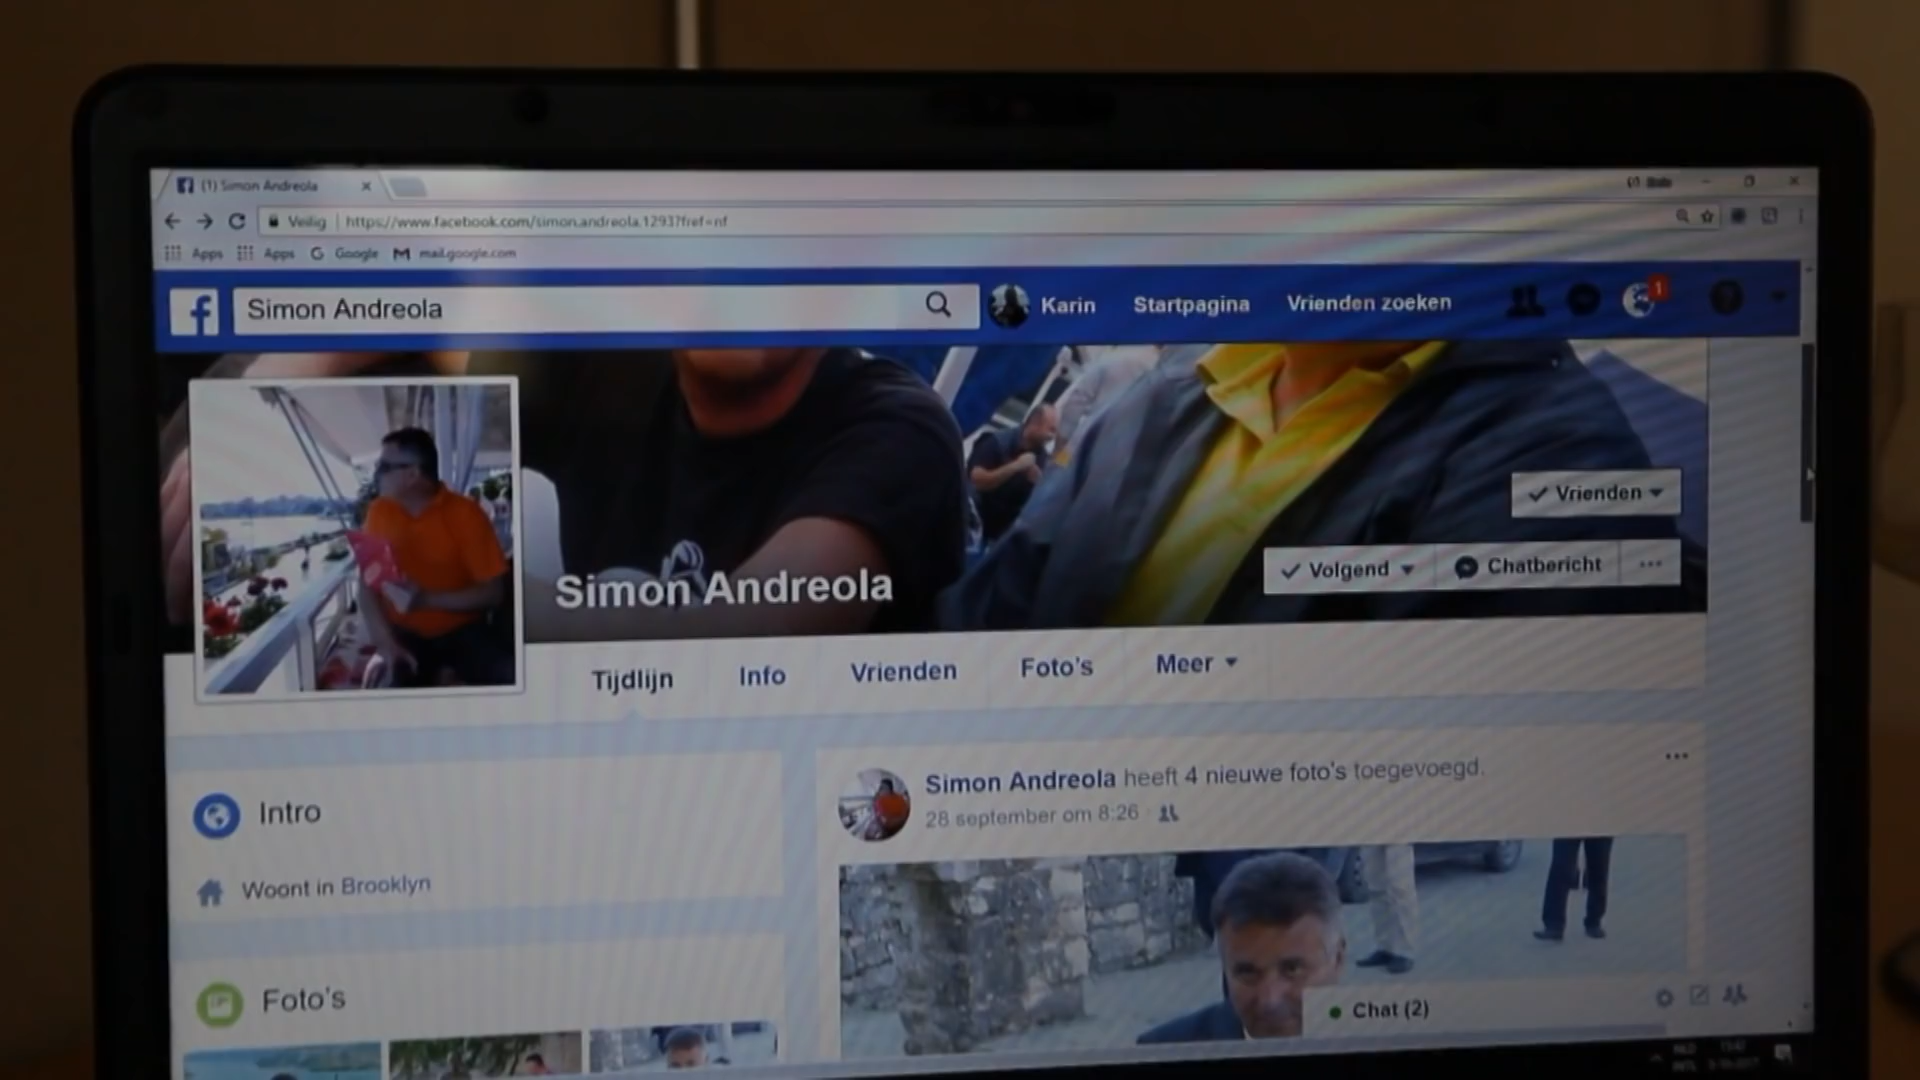 (1) Simon Andreola
Veilig https://www.facebook.com/simon.andreola.1293?fref=nf
Apps Apps Google mail.google.com
Simon Andreola
Karin Startpagina Vrienden zoeken 1
Vrienden
Simon Andreola
Volgend Chatbericht
Tijdlijn Info Vrienden Foto's Meer
Simon Andreola heeft 4 nieuwe foto's toegevoegd.
28 september om 8:26
Intro
Woont in Brooklyn
Foto's
Chat (2)